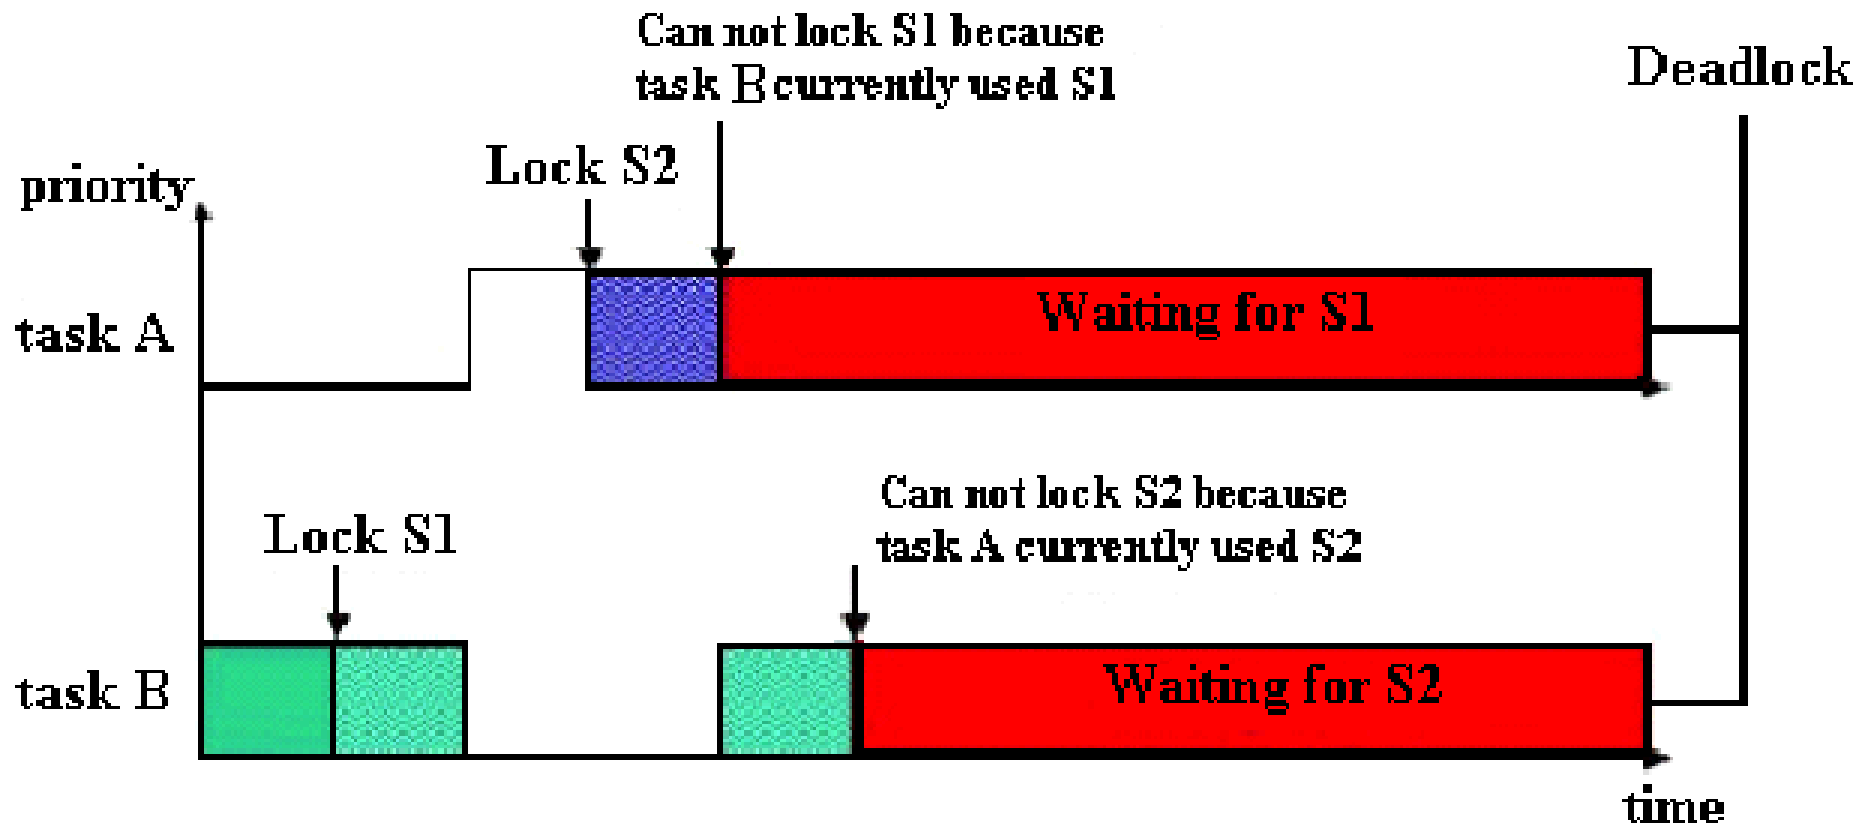 Can not lock S1 because
task B currently used S1
Deadlock
Lock S2
priority
Waiting for S1
task A
Can not lock S2 because
task A currently used S2
Lock S1
Waiting for S2
task B
time